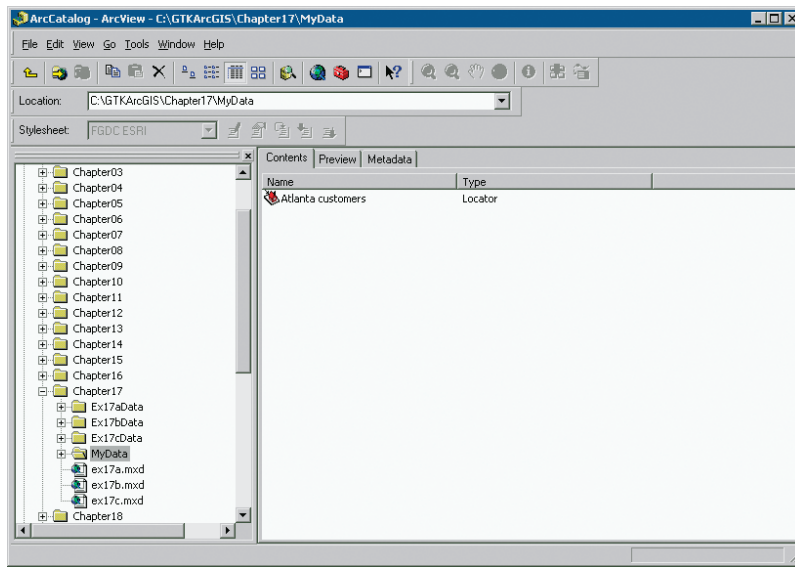 ArcCatalog - ArcView - C:\GTKArcGIS\Chapter17\MyData
File Edit View Go Tools Window Help
Location: C:\GTKArcGIS\Chapter17\MyData
Stylesheet: FGDC ESRI
Contents Preview Metadata
Name Type
Atlanta customers Locator
Chapter03
Chapter04
Chapter05
Chapter06
Chapter07
Chapter08
Chapter09
Chapter10
Chapter11
Chapter12
Chapter13
Chapter14
Chapter15
Chapter16
Chapter17
Ex17aData
Ex17bData
Ex17cData
MyData
ex17a.mxd
ex17b.mxd
ex17c.mxd
Chapter18